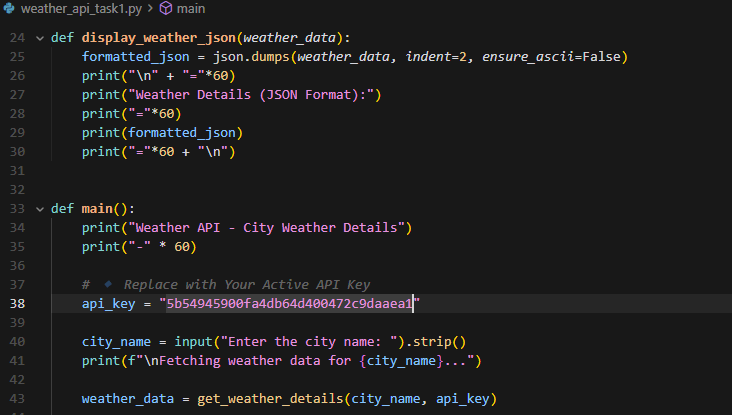 weather_api_task1.py > main
24 def display_weather_json(weather_data):
25 formatted_json = json.dumps(weather_data, indent=2, ensure_ascii=False)
26 print("\n" + "="*60)
27 print("Weather Details (JSON Format):")
28 print("="*60)
29 print(formatted_json)
30 print("="*60 + "\n")
31
32
33 def main():
34 print("Weather API - City Weather Details")
35 print("-" * 60)
36
37 # 🔹 Replace with Your Active API Key
38 api_key = "5b54945900fa4db64d400472c9daaea1"
39
40 city_name = input("Enter the city name: ").strip()
41 print(f"\nFetching weather data for {city_name}...")
42
43 weather_data = get_weather_details(city_name, api_key)